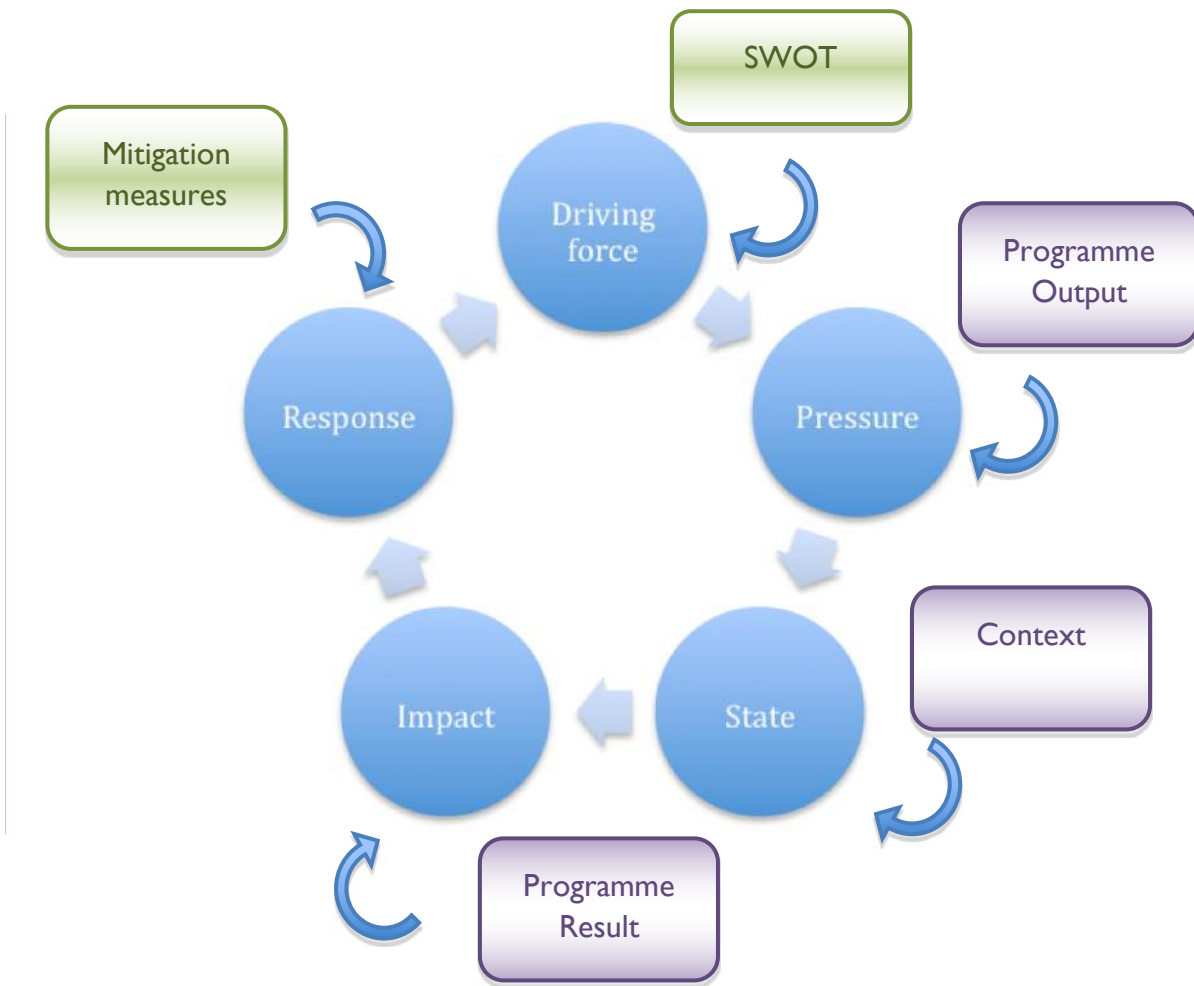 SWOT
Mitigation
measures
Driving
force
Programme
Output
Response
Pressure
Context
Impact
State
Programme
Result